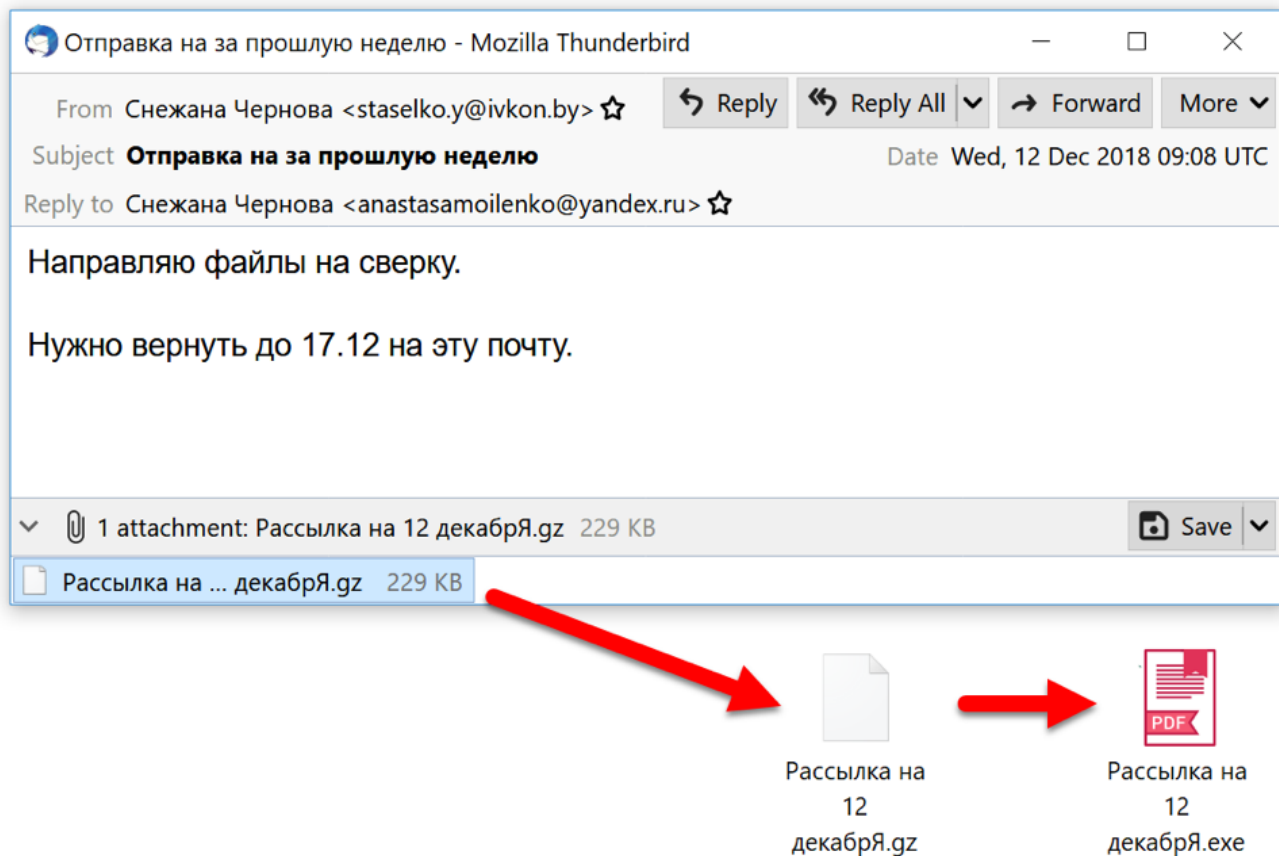 Отправка на за прошлую неделю - Mozilla Thunderbird
From Снежана Чернова <staselko.y@ivkon.by> Reply Reply All Forward More
Subject Отправка на за прошлую неделю Date Wed, 12 Dec 2018 09:08 UTC
Reply to Снежана Чернова <anastasamoilenko@yandex.ru>
Направляю файлы на сверку.
Нужно вернуть до 17.12 на эту почту.
1 attachment: Рассылка на 12 декабрЯ.gz 229 KB Save
Рассылка на ... декабрЯ.gz 229 KB
PDF
Рассылка на
12
декабрЯ.gz
Рассылка на
12
декабрЯ.exe